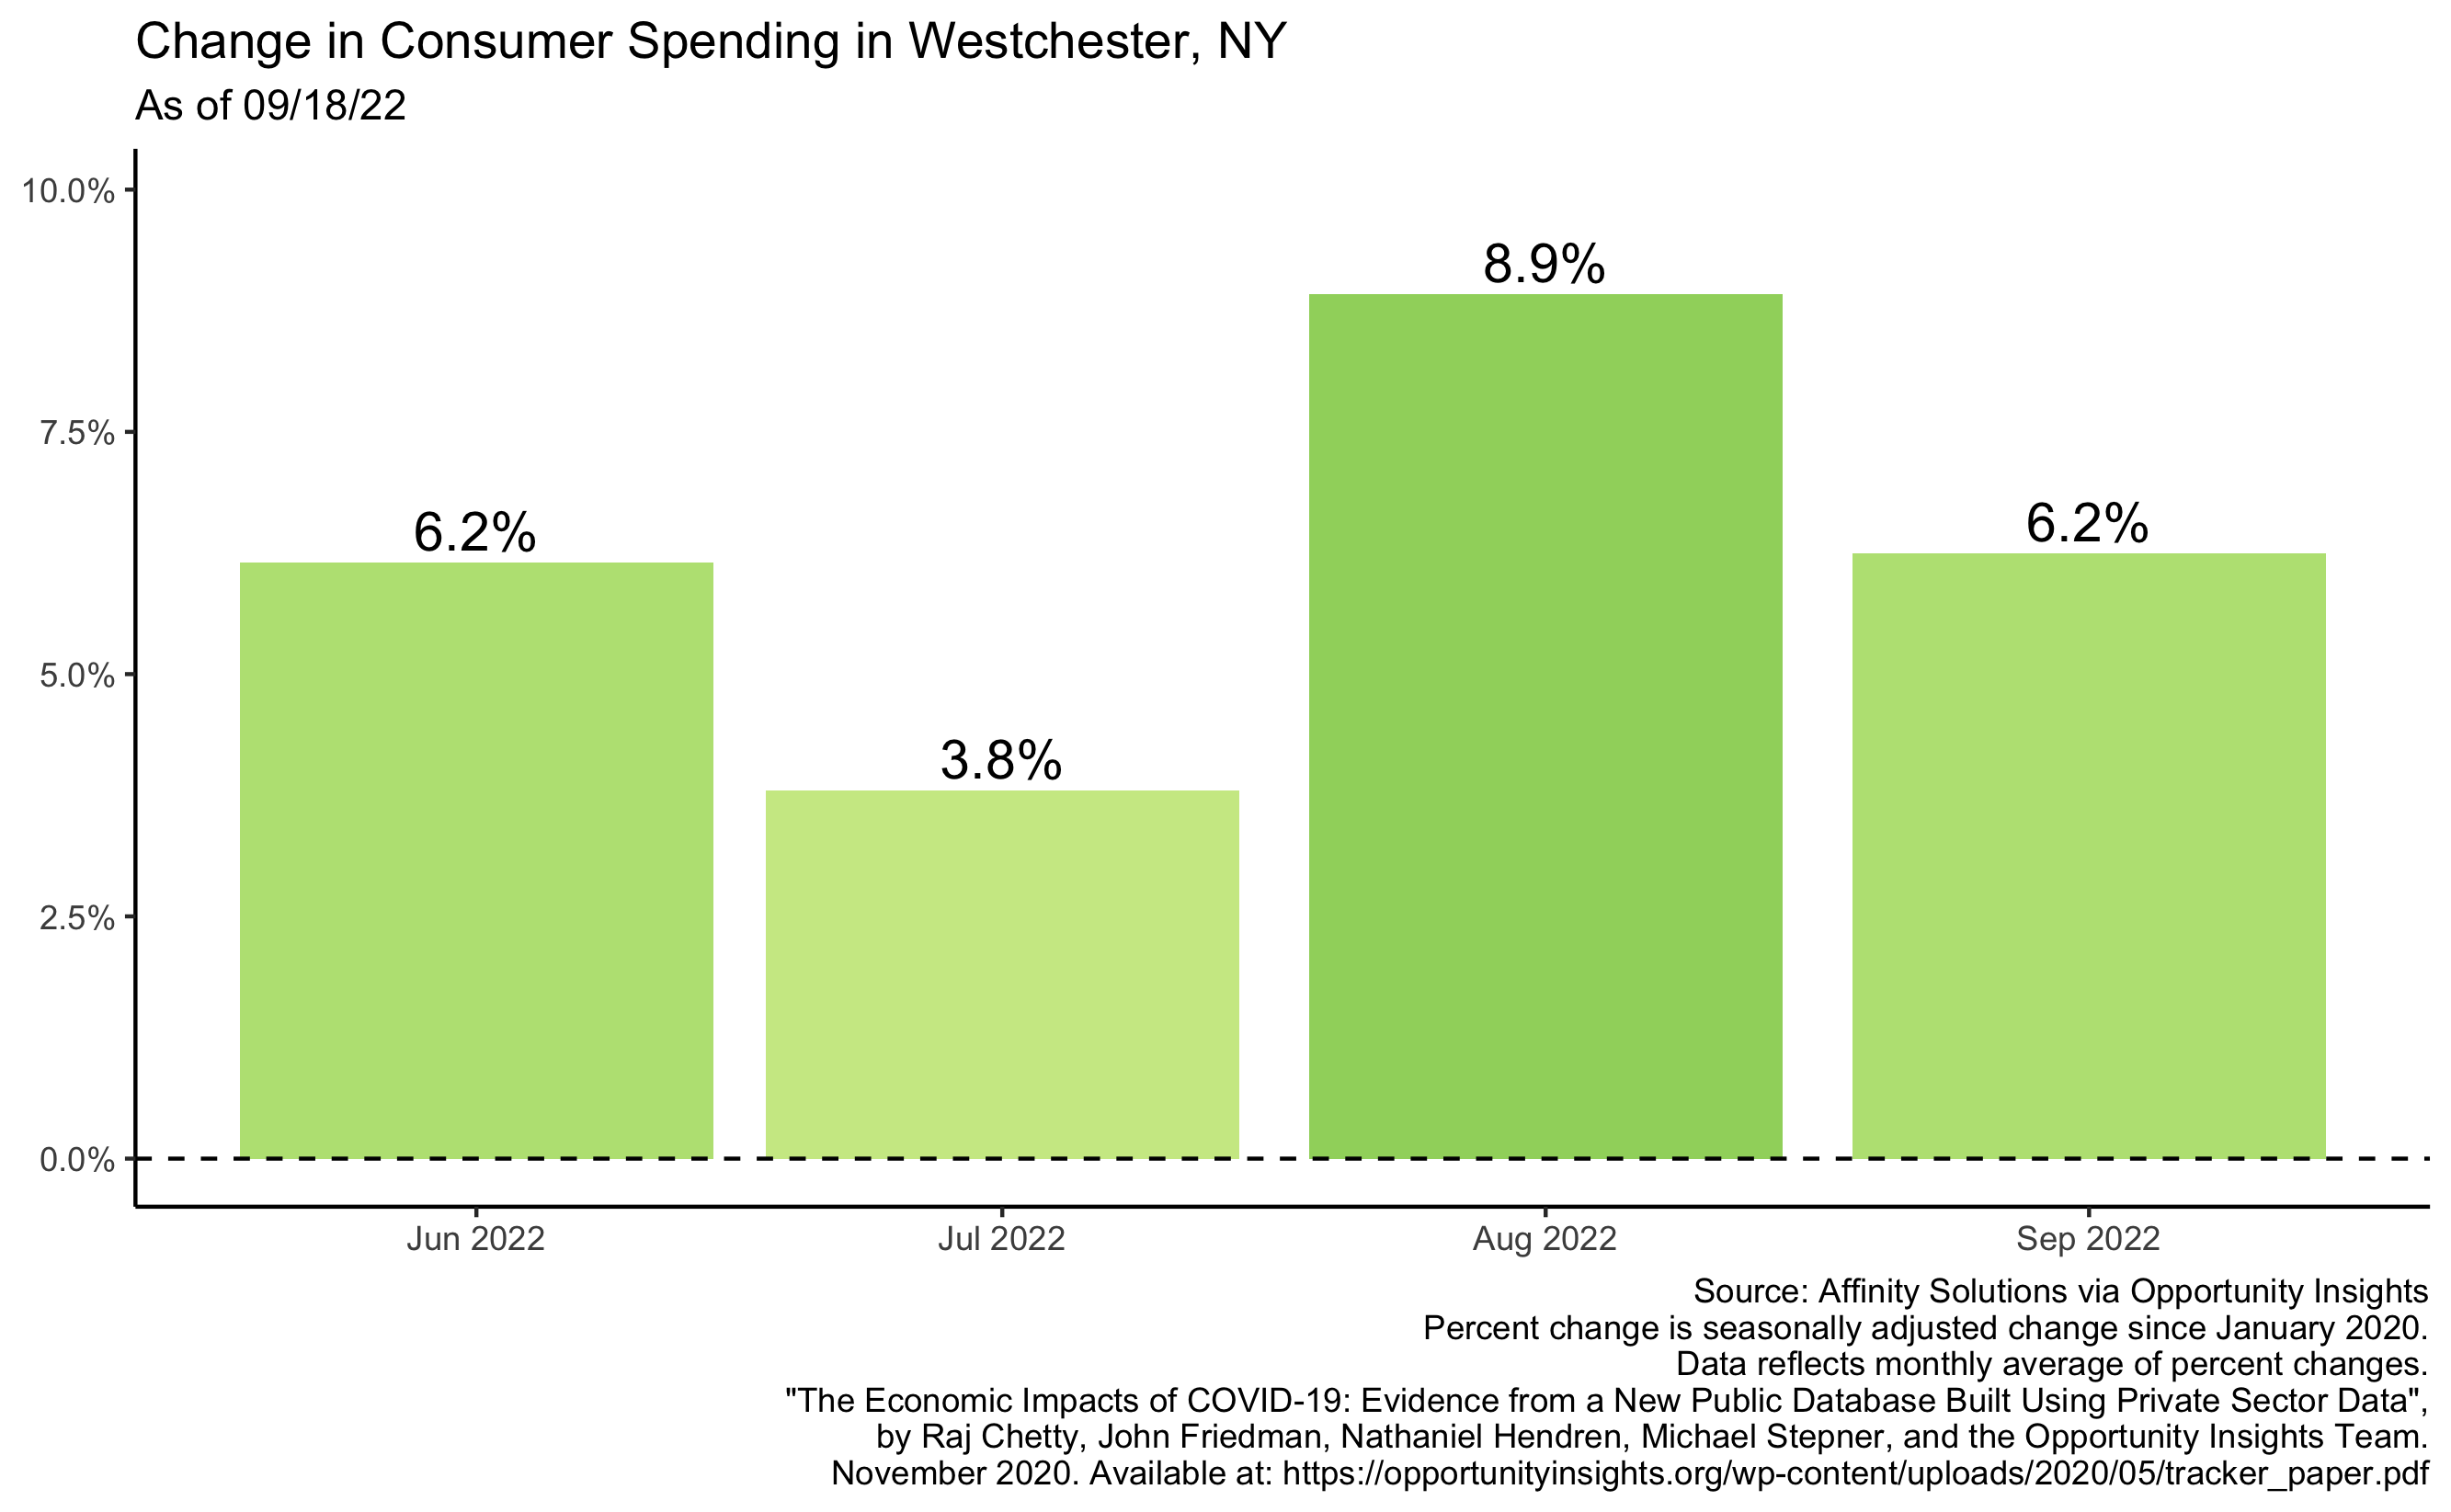 Change in Consumer Spending in Westchester, NY
As of 09/18/22
10.0%
7.5%
5.0%
2.5%
0.0%
6.2%
3.8%
8.9%
6.2%
Jun 2022
Jul 2022
Aug 2022
Sep 2022
Source: Affinity Solutions via Opportunity Insights
Percent change is seasonally adjusted change since January 2020.
Data reflects monthly average of percent changes.
"The Economic Impacts of COVID-19: Evidence from a New Public Database Built Using Private Sector Data",
by Raj Chetty, John Friedman, Nathaniel Hendren, Michael Stepner, and the Opportunity Insights Team.
November 2020. Available at: https://opportunityinsights.org/wp-content/uploads/2020/05/tracker_paper.pdf